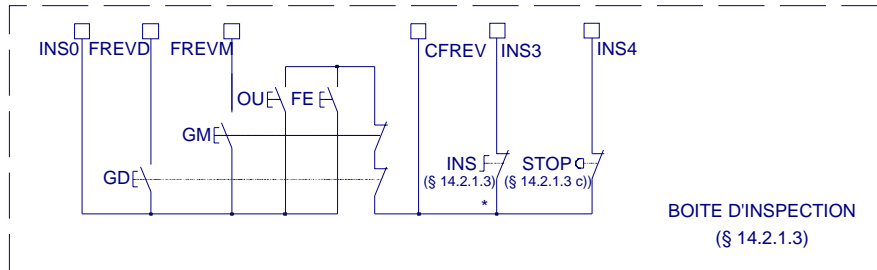 INS0 FREVD FREVM CFREV INS3 INS4
OU FE
GM
INS STOP
(§ 14.2.1.3) (§ 14.2.1.3 c))
GD
*
BOITE D'INSPECTION
(§ 14.2.1.3)